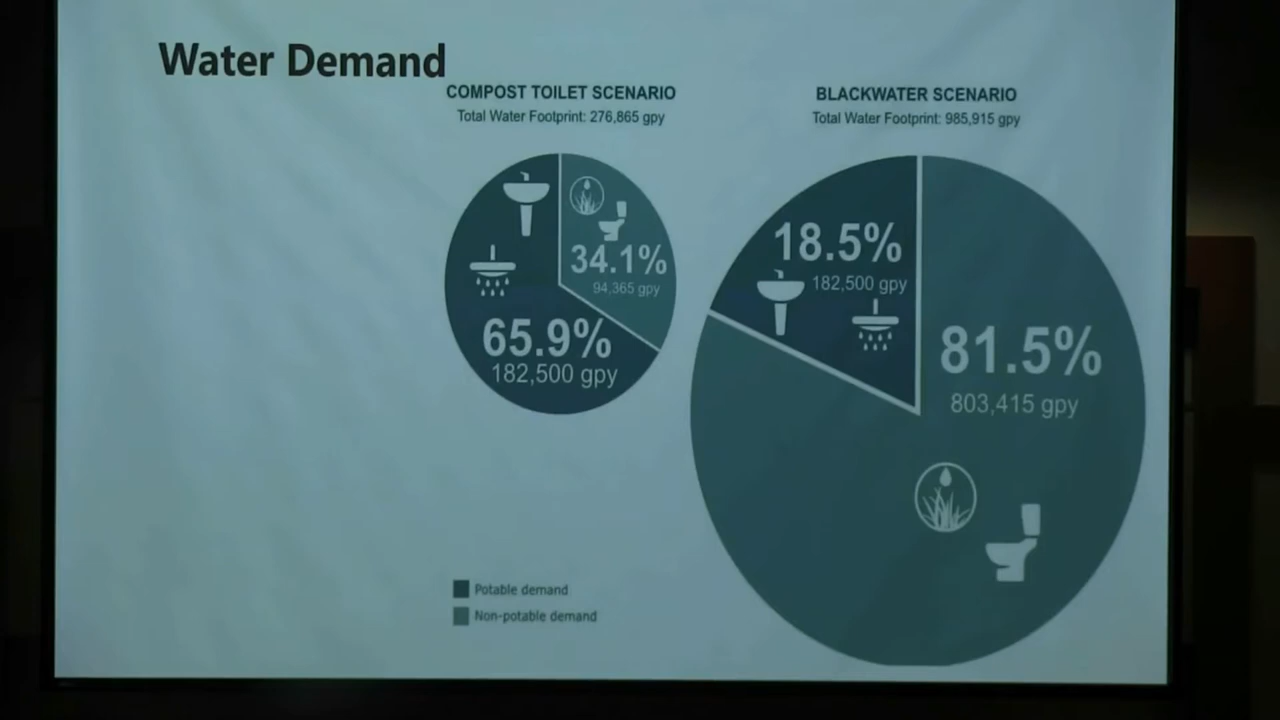 Water Demand
COMPOST TOILET SCENARIO
Total Water Footprint: 276,865 gpy
34.1%
94,365 gpy
65.9%
182,500 gpy
BLACKWATER SCENARIO
Total Water Footprint: 985,915 gpy
18.5%
182,500 gpy
81.5%
803,415 gpy
Potable demand
Non-potable demand